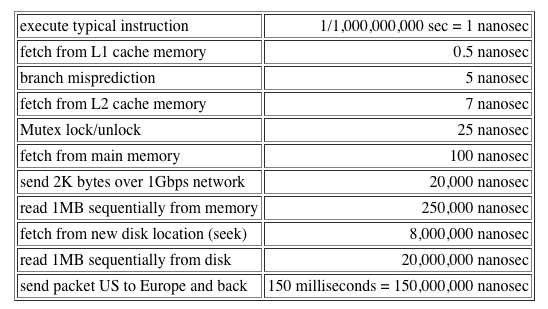 execute typical instruction 1/1,000,000,000 sec = 1 nanosec
fetch from L1 cache memory 0.5 nanosec
branch misprediction 5 nanosec
fetch from L2 cache memory 7 nanosec
Mutex lock/unlock 25 nanosec
fetch from main memory 100 nanosec
send 2K bytes over 1Gbps network 20,000 nanosec
read 1MB sequentially from memory 250,000 nanosec
fetch from new disk location (seek) 8,000,000 nanosec
read 1MB sequentially from disk 20,000,000 nanosec
send packet US to Europe and back 150 milliseconds = 150,000,000 nanosec